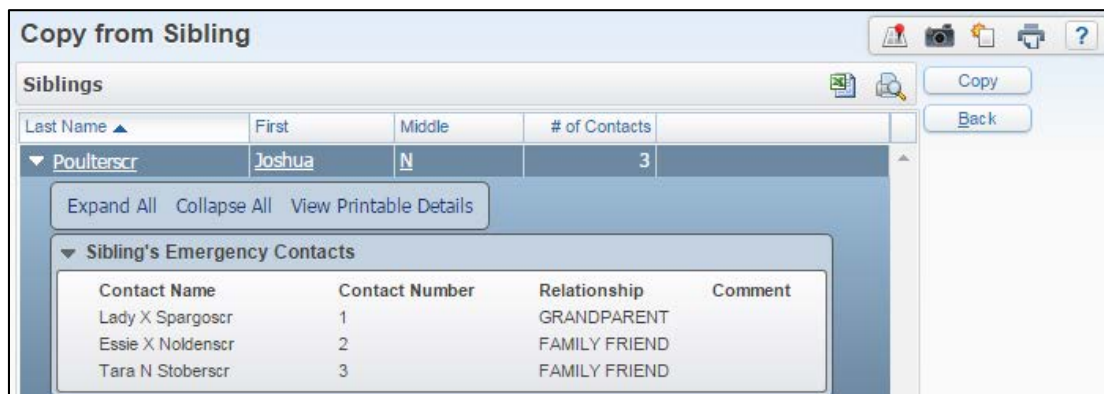 Copy from Sibling
?
Siblings
Copy
Last Name First Middle # of Contacts
Back
Poulterscr Joshua N 3
Expand All Collapse All View Printable Details
Sibling's Emergency Contacts
Contact Name Contact Number Relationship Comment
Lady X Spargoscr 1 GRANDPARENT
Essie X Noldenscr 2 FAMILY FRIEND
Tara N Stoberscr 3 FAMILY FRIEND